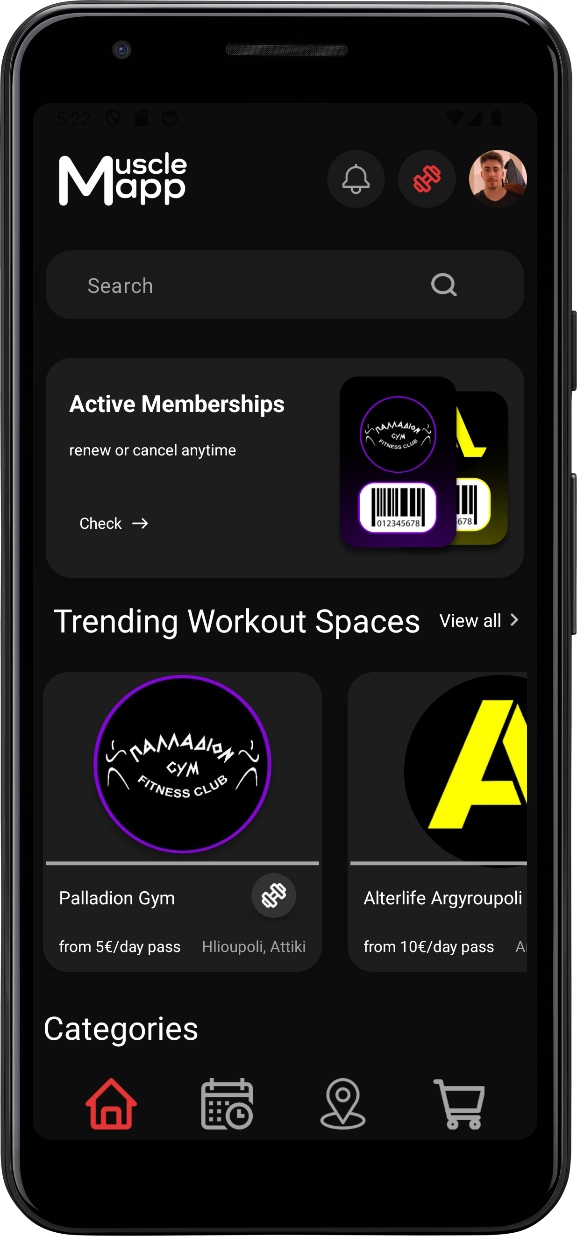 5:22
Muscle
app
Search
Active Memberships
renew or cancel anytime
Check
ΠΑΛΛΑΔΙΟΝ
GYM
FITNESS CLUB
012345678
678
Trending Workout Spaces
View all
ΠΑΛΛΑΔΙΟΝ
GYM
FITNESS CLUB
A
Palladion Gym
from 5€/day pass
Hlioupoli, Attiki
Alterlife Argyroupoli
from 10€/day pass
Categories